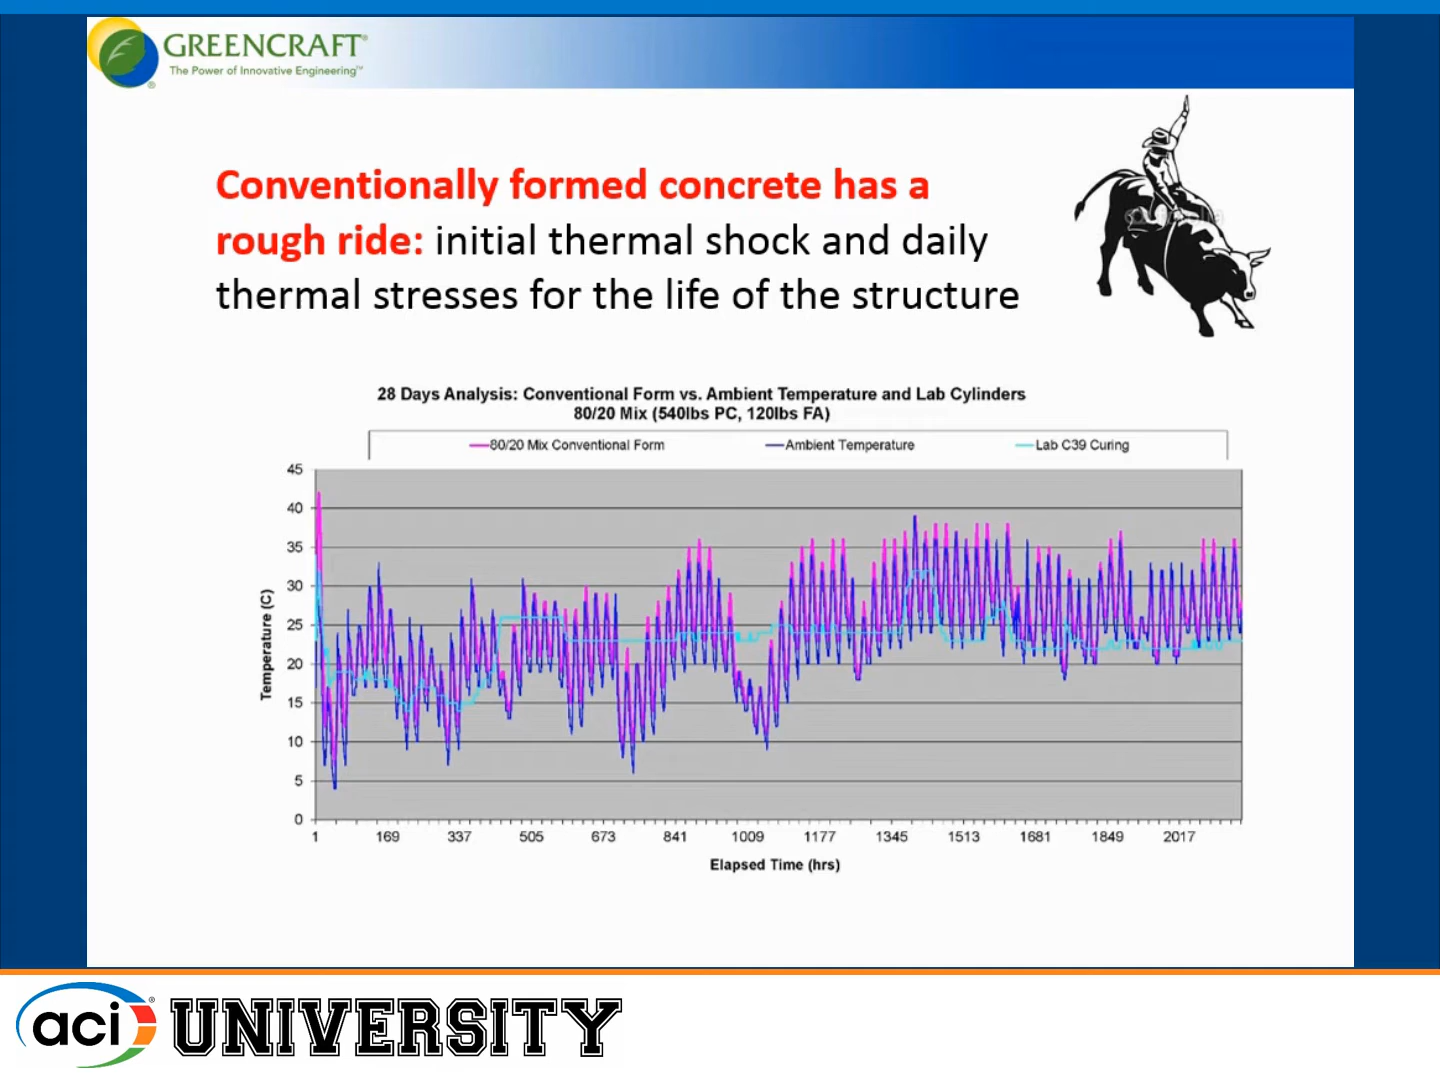 GREENCRAFT®
The Power of Innovative Engineering™
®
Conventionally formed concrete has a
rough ride: initial thermal shock and daily
thermal stresses for the life of the structure
28 Days Analysis: Conventional Form vs. Ambient Temperature and Lab Cylinders
80/20 Mix (540lbs PC, 120lbs FA)
80/20 Mix Conventional Form Ambient Temperature Lab C39 Curing
45
40
35
30
25
20
15
10
5
0
Temperature (C)
1 169 337 505 673 841 1009 1177 1345 1513 1681 1849 2017
Elapsed Time (hrs)
aci® UNIVERSITY